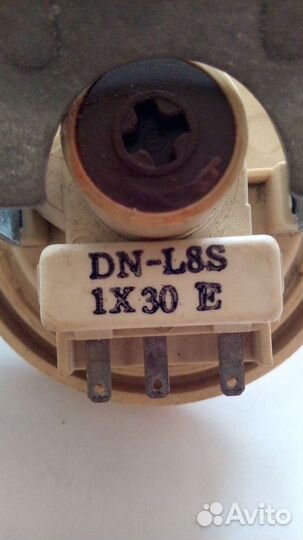 DN-L8S
1X30 E
Avito